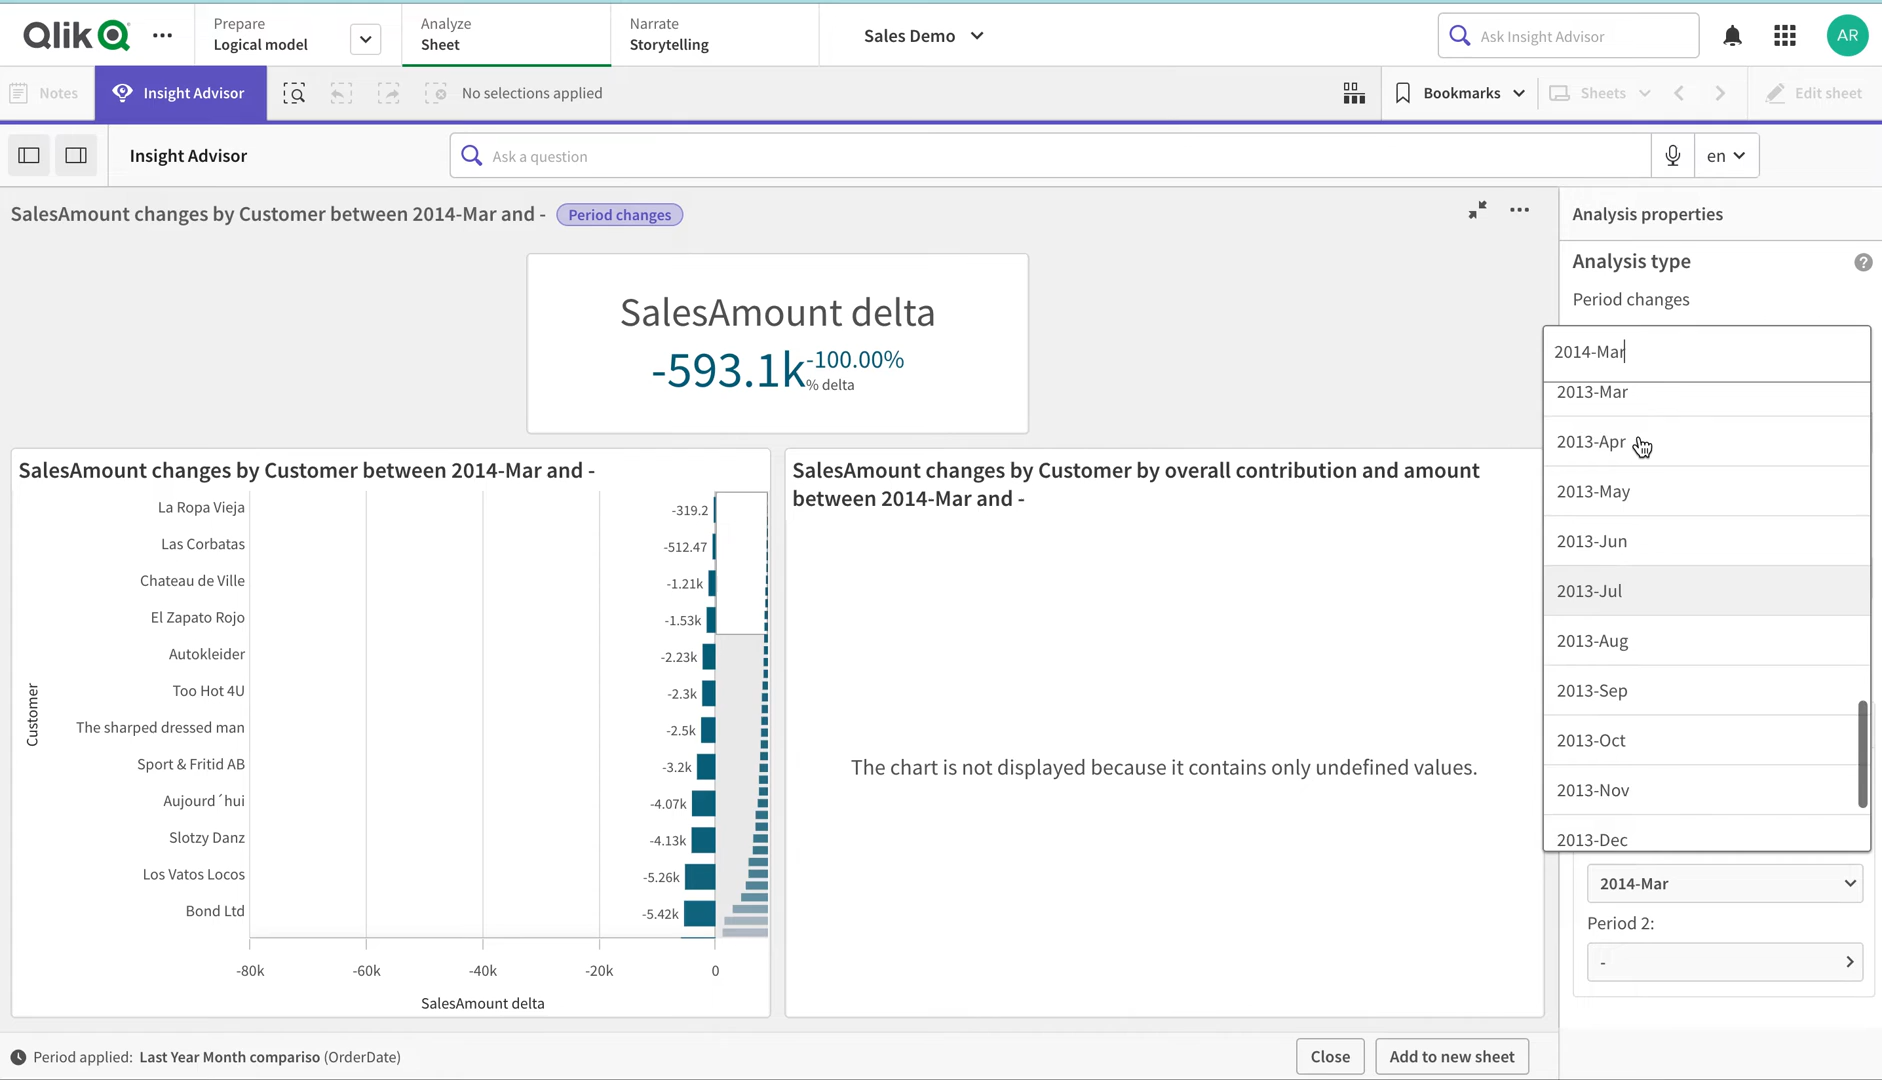 Qlik
Prepare
Logical model
Analyze
Sheet
Narrate
Storytelling
Sales Demo
Ask Insight Advisor
AR
Notes
Insight Advisor
No selections applied
Bookmarks
Sheets
Edit sheet
Insight Advisor
Ask a question
en
SalesAmount changes by Customer between 2014-Mar and -
Period changes
SalesAmount delta
-593.1k
-100.00%
% delta
SalesAmount changes by Customer between 2014-Mar and -
Customer
La Ropa Vieja
-319.2
Las Corbatas
-512.47
Chateau de Ville
-1.21k
El Zapato Rojo
-1.53k
Autokleider
-2.23k
Too Hot 4U
-2.3k
The sharped dressed man
-2.5k
Sport & Fritid AB
-3.2k
Aujourd´hui
-4.07k
Slotzy Danz
-4.13k
Los Vatos Locos
-5.26k
Bond Ltd
-5.42k
-80k
-60k
-40k
-20k
0
SalesAmount delta
SalesAmount changes by Customer by overall contribution and amount
between 2014-Mar and -
The chart is not displayed because it contains only undefined values.
Analysis properties
Analysis type
?
Period changes
2014-Mar
2013-Mar
2013-Apr
2013-May
2013-Jun
2013-Jul
2013-Aug
2013-Sep
2013-Oct
2013-Nov
2013-Dec
2014-Mar
Period 2:
-
Period applied: Last Year Month compariso (OrderDate)
Close
Add to new sheet